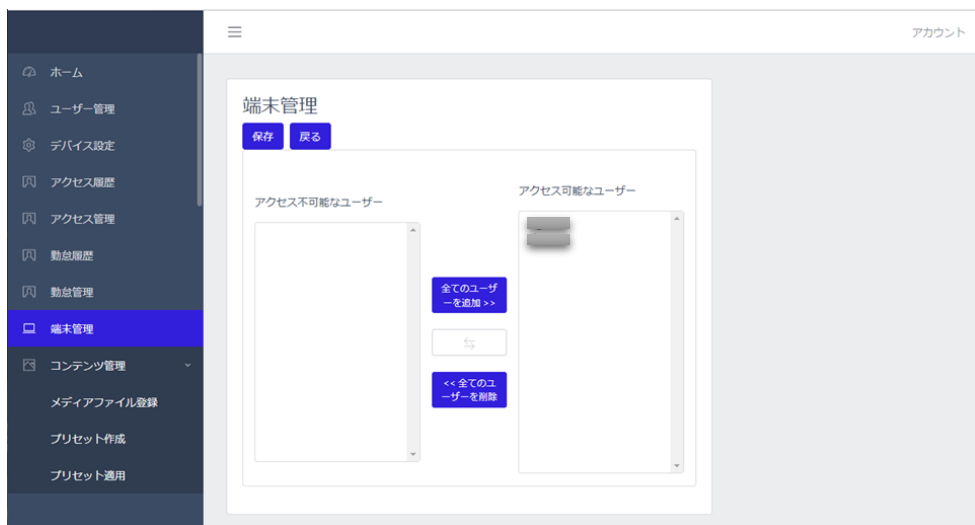 アカウント
ホーム
ユーザー管理
デバイス設定
アクセス履歴
アクセス管理
勤怠履歴
勤怠管理
端末管理
コンテンツ管理
メディアファイル登録
プリセット作成
プリセット適用
端末管理
保存 戻る
アクセス不可能なユーザー
アクセス可能なユーザー
全てのユーザ
ーを追加 >>
<< 全てのユ
ーザーを削除